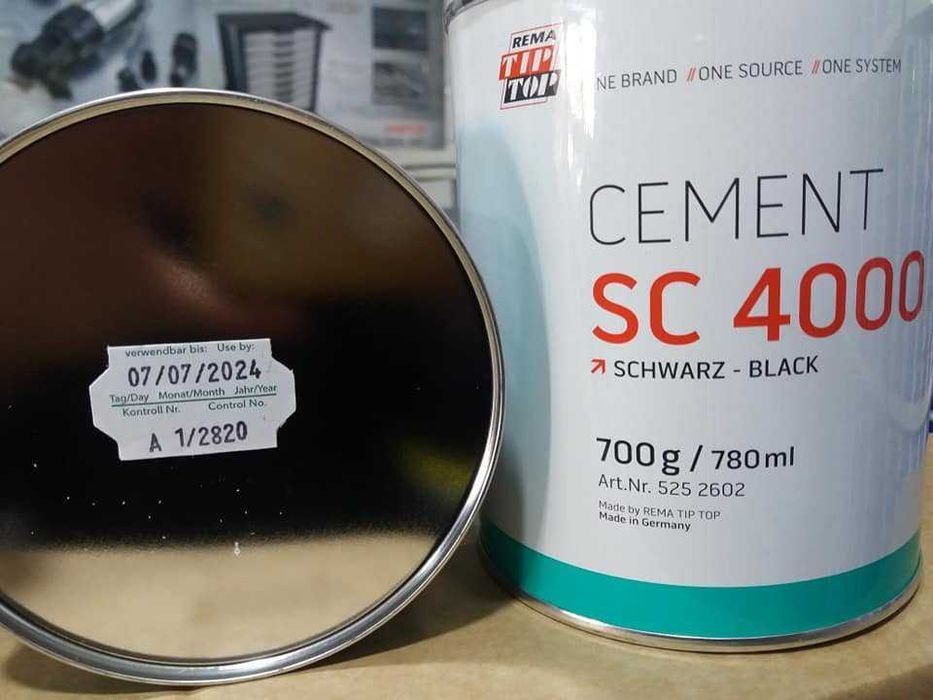 verwendbar bis: Use by:
07/07/2024
Tag/Day Monat/Month Jahr/Year
Kontroll Nr. Control No.
A 1/2820
REMA
TIP
TOP
NE BRAND // ONE SOURCE // ONE SYSTEM
CEMENT
SC 4000
SCHWARZ - BLACK
700g / 780ml
Art.Nr. 525 2602
Made by REMA TIP TOP
Made in Germany